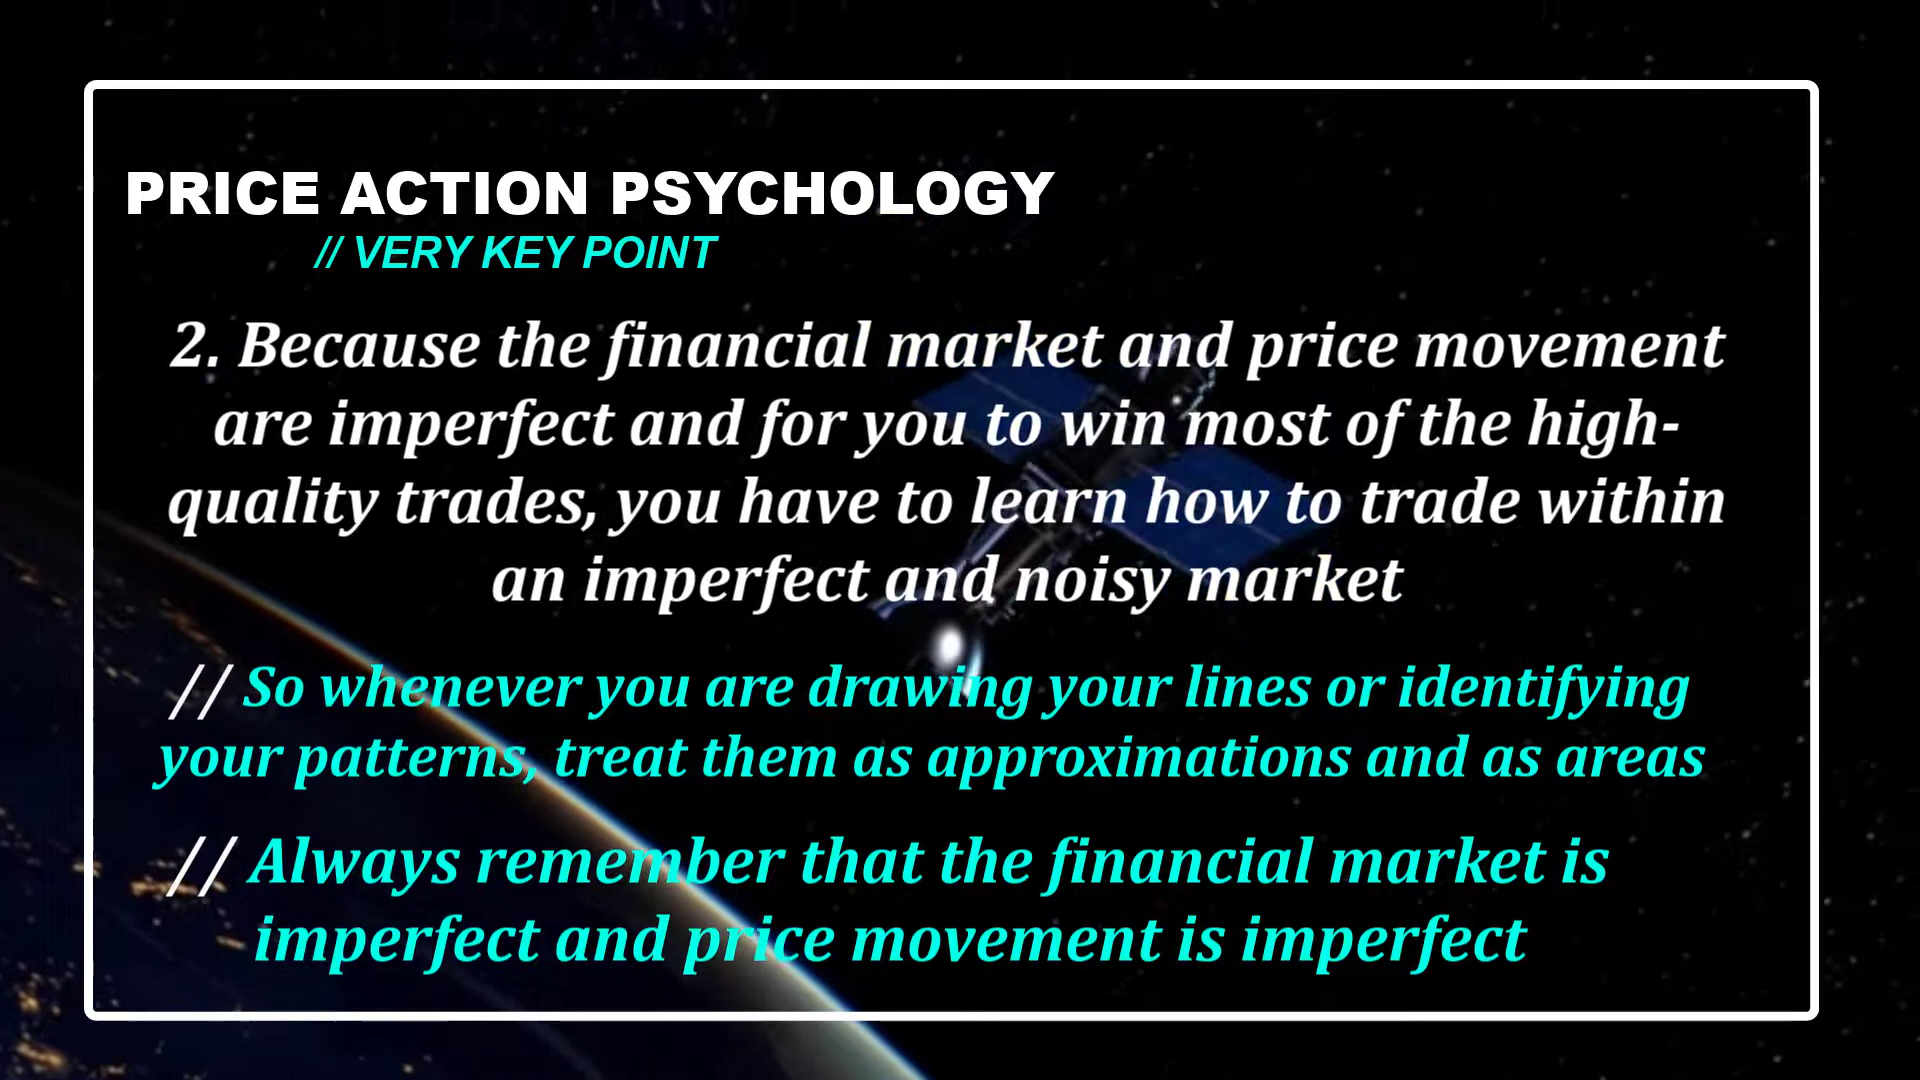 PRICE ACTION PSYCHOLOGY
// VERY KEY POINT
2. Because the financial market and price movement
are imperfect and for you to win most of the high-
quality trades, you have to learn how to trade within
an imperfect and noisy market
// So whenever you are drawing your lines or identifying
your patterns, treat them as approximations and as areas
// Always remember that the financial market is
imperfect and price movement is imperfect